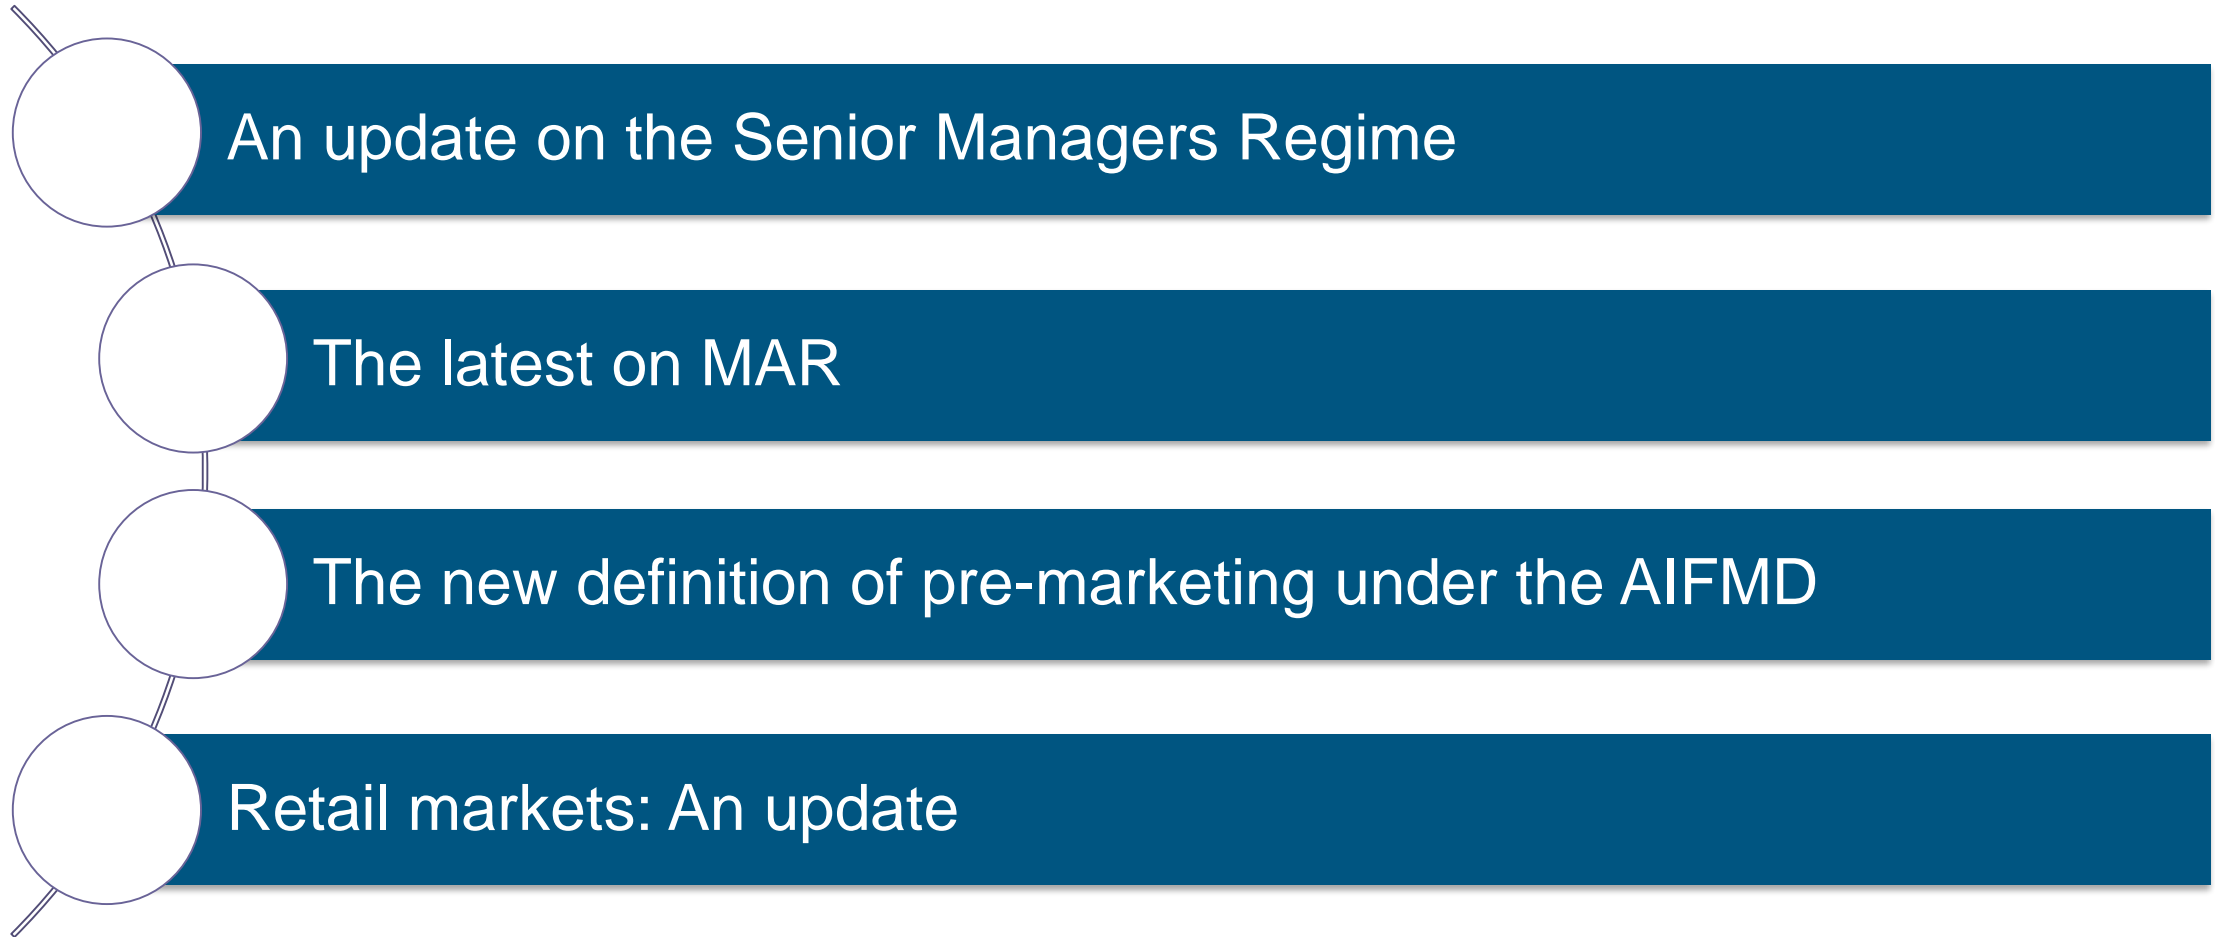 An update on the Senior Managers Regime
The latest on MAR
The new definition of pre-marketing under the AIFMD
Retail markets: An update